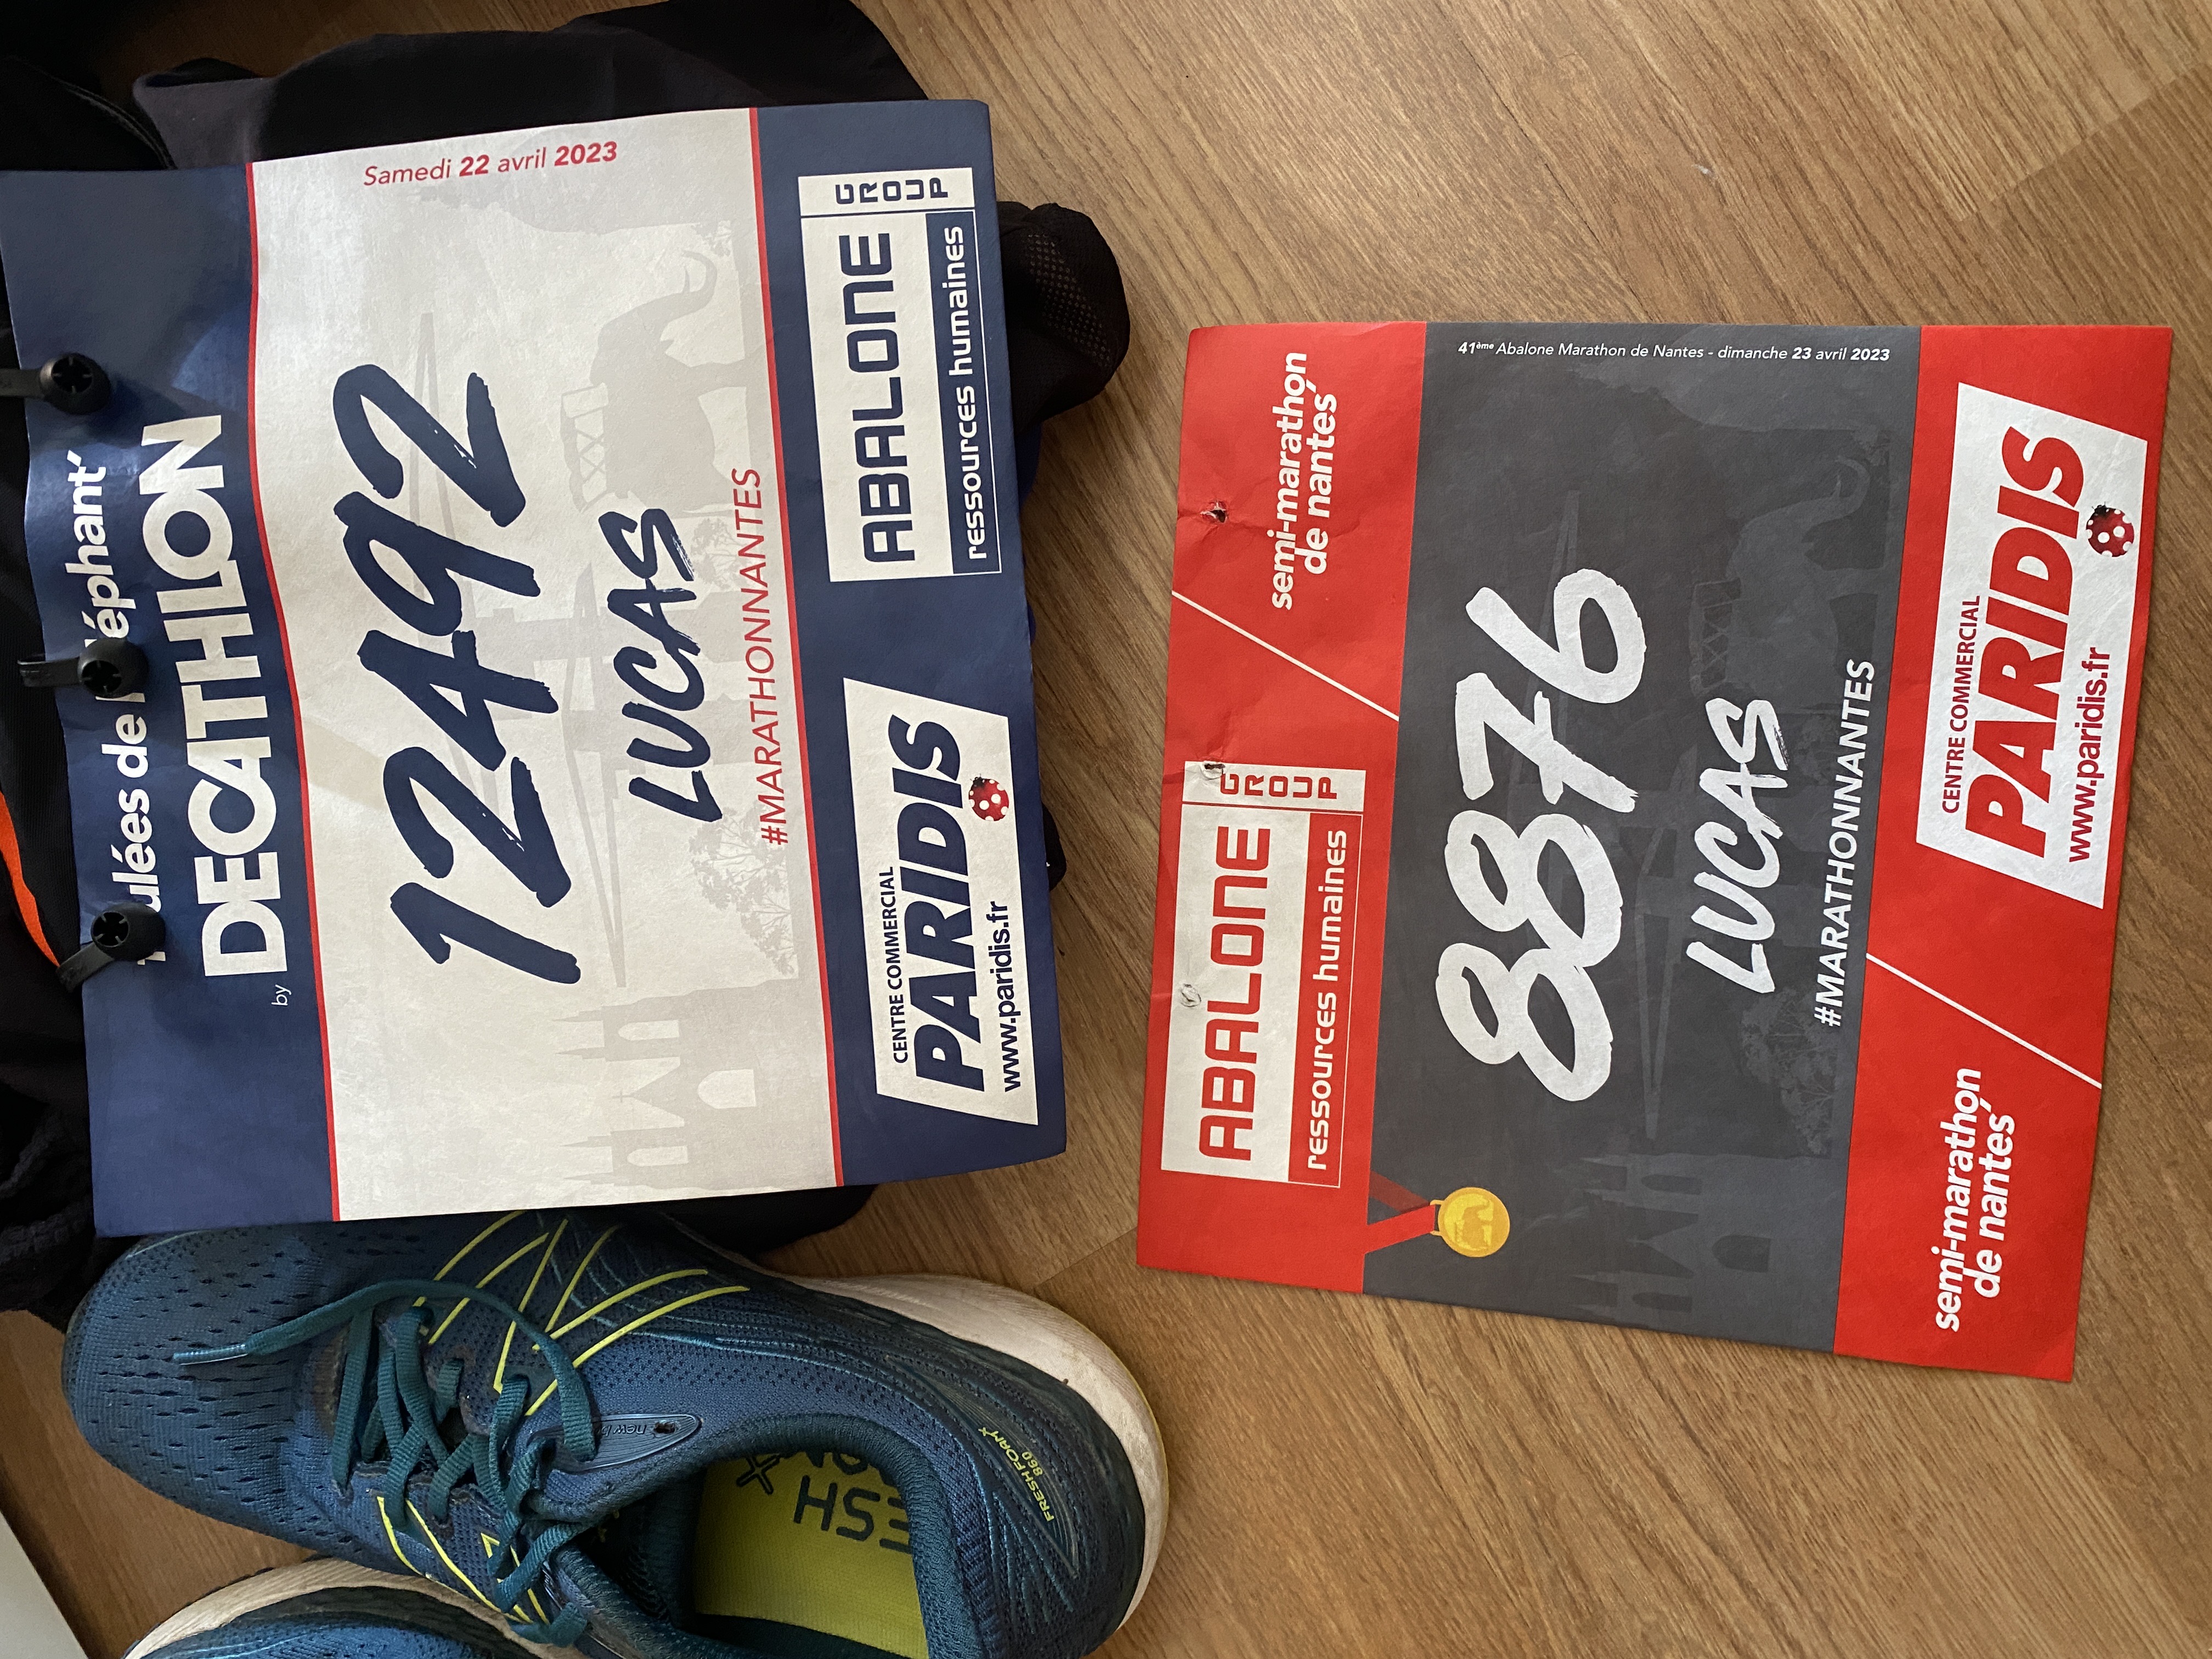 de l'éléphant'
by DECATHLON
12492
LUCAS
#MARATHONNANTES
Samedi 22 avril 2023
CENTRE COMMERCIAL
PARIDIS
www.paridis.fr
ABALONE
GROUP
ressources humaines
FRESH FOAM X
860
FRESH
ABALONE
GROUP
ressources humaines
semi-marathon
de nantes'
8876
LUCAS
#MARATHONNANTES
41ème Abalone Marathon de Nantes - dimanche 23 avril 2023
semi-marathon
de nantes'
CENTRE COMMERCIAL
PARIDIS
www.paridis.fr